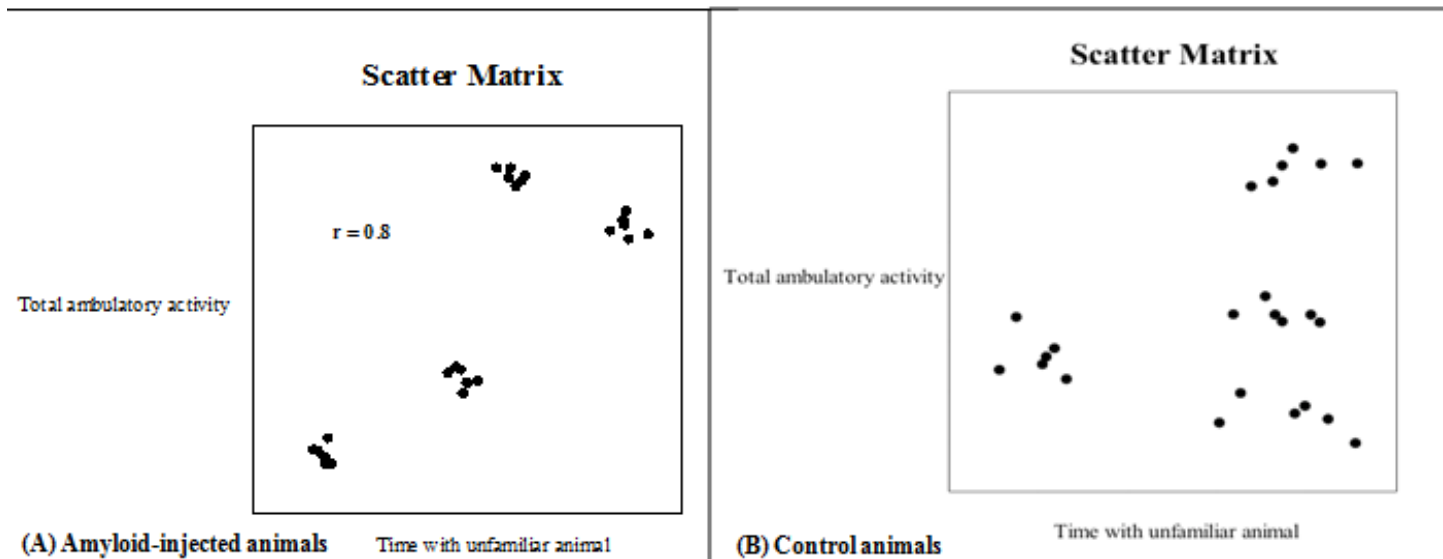 Scatter Matrix
r = 0.8
Total ambulatory activity
(A) Amyloid-injected animals
Time with unfamiliar animal
Scatter Matrix
Total ambulatory activity
Time with unfamiliar animal
(B) Control animals